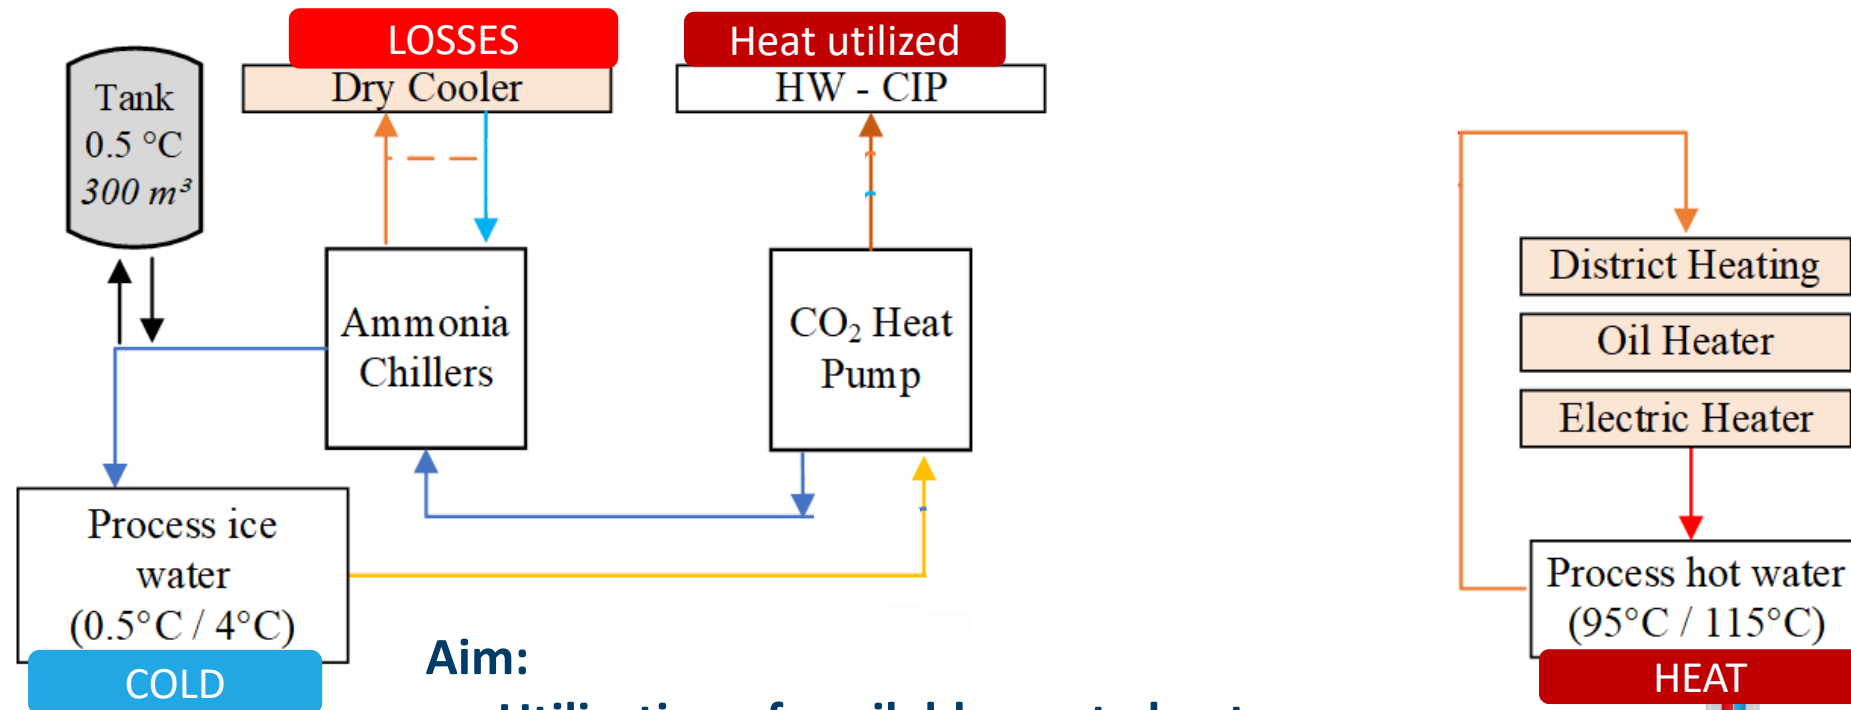 LOSSES
Heat utilized
Tank
0.5 °C
300 m³
Dry Cooler
HW - CIP
District Heating
Oil Heater
Electric Heater
Ammonia
Chillers
CO₂ Heat
Pump
Process ice
water
(0.5°C / 4°C)
COLD
Process hot water
(95°C / 115°C)
HEAT
Aim: